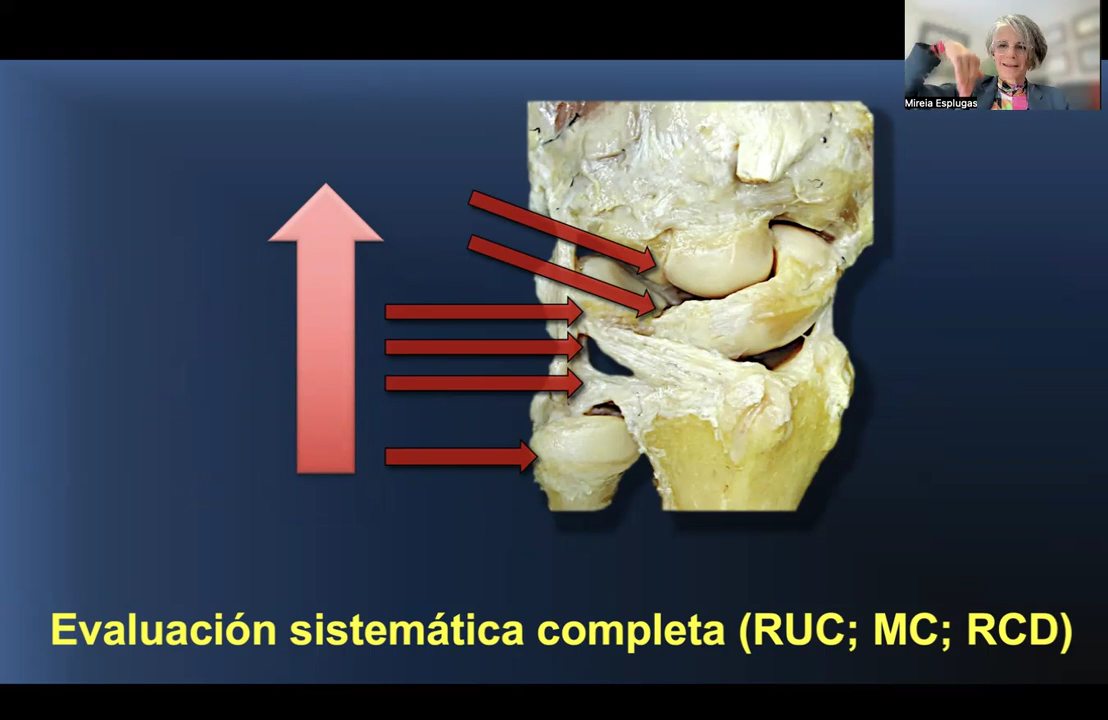 Mireia Esplugas
Evaluación sistemática completa (RUC; MC; RCD)